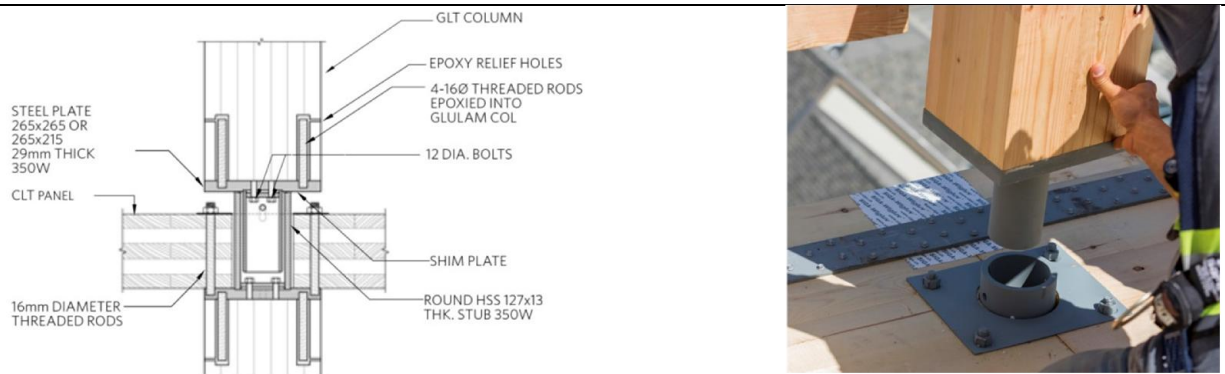 GLT COLUMN
EPOXY RELIEF HOLES
4-16Ø THREADED RODS
EPOXIED INTO
GLULAM COL
12 DIA. BOLTS
STEEL PLATE
265x265 OR
265x215
29mm THICK
350W
CLT PANEL
SHIM PLATE
ROUND HSS 127x13
THK. STUB 350W
16mm DIAMETER
THREADED RODS